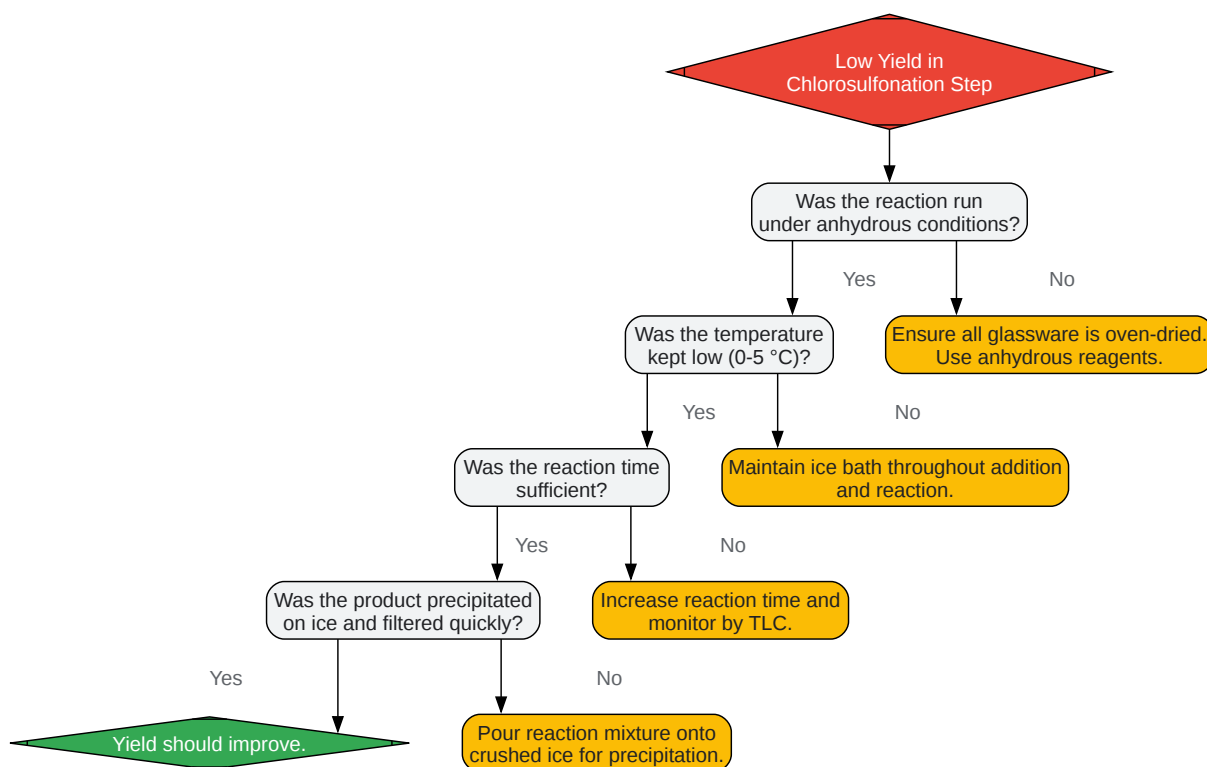 Low Yield in
Chlorosulfonation Step
Was the reaction run
under anhydrous conditions?
Yes
No
Was the temperature
kept low (0-5 °C)?
Ensure all glassware is oven-dried.
Use anhydrous reagents.
Yes
No
Was the reaction time
sufficient?
Maintain ice bath throughout addition
and reaction.
Yes
No
Was the product precipitated
on ice and filtered quickly?
Increase reaction time and
monitor by TLC.
Yes
No
Yield should improve.
Pour reaction mixture onto
crushed ice for precipitation.